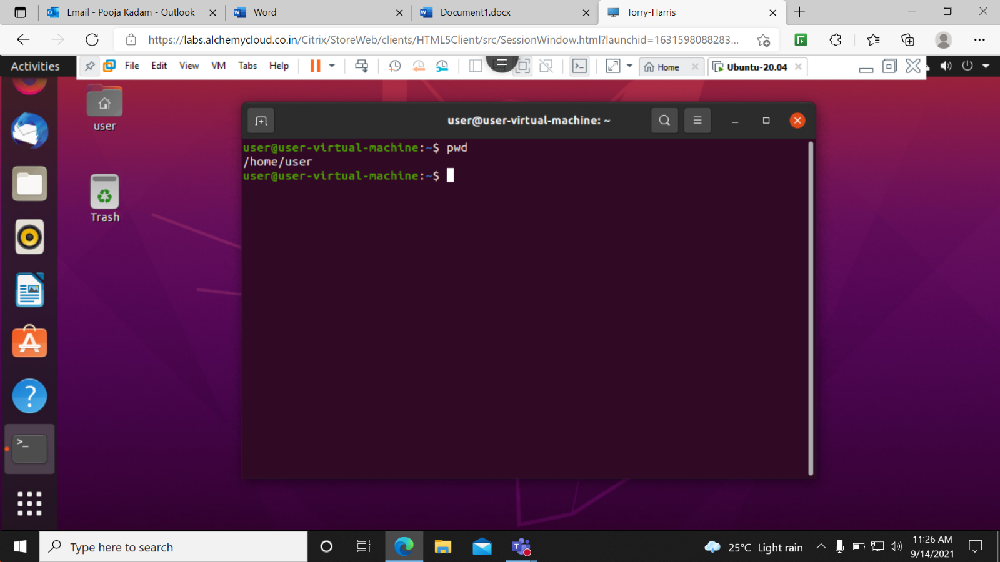 Email - Pooja Kadam - Outlook
Word
Document1.docx
Torry-Harris
https://labs.alchemycloud.co.in/Citrix/StoreWeb/clients/HTML5Client/src/SessionWindow.html?launchid=1631598088283...
Activities
File Edit View VM Tabs Help
Home
Ubuntu-20.04
user
Trash
user@user-virtual-machine: ~
user@user-virtual-machine:~$ pwd
/home/user
user@user-virtual-machine:~$
Type here to search
25°C Light rain
11:26 AM
9/14/2021